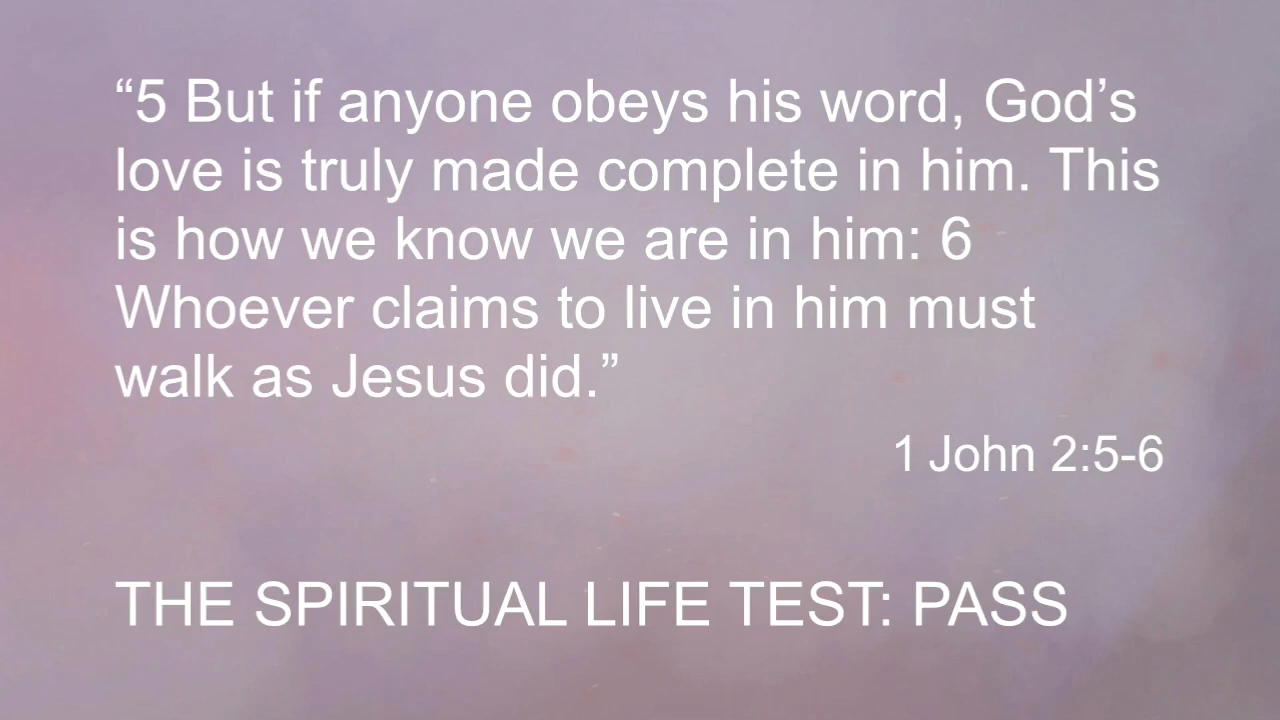 “5 But if anyone obeys his word, God’s
love is truly made complete in him. This
is how we know we are in him: 6
Whoever claims to live in him must
walk as Jesus did.”
1 John 2:5-6
THE SPIRITUAL LIFE TEST: PASS